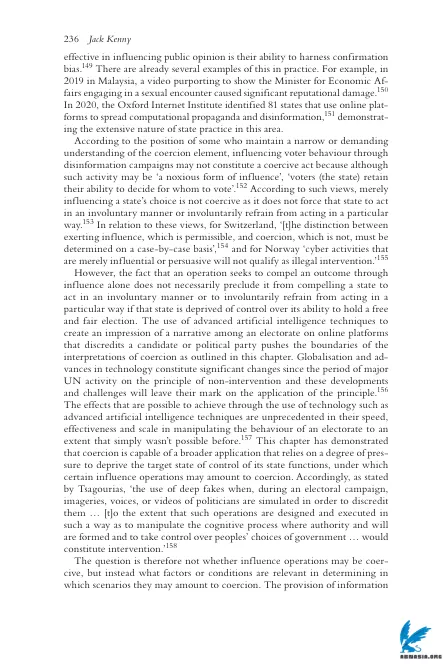 236 Jack Kenny
effective in influencing public opinion is their ability to harness confirmation
bias.149 There are already several examples of this in practice. For example, in
2019 in Malaysia, a video purporting to show the Minister for Economic Af-
fairs engaging in a sexual encounter caused significant reputational damage.150
In 2020, the Oxford Internet Institute identified 81 states that use online plat-
forms to spread computational propaganda and disinformation,151 demonstrat-
ing the extensive nature of state practice in this area.
According to the position of some who maintain a narrow or demanding
understanding of the coercion element, influencing voter behaviour through
disinformation campaigns may not constitute a coercive act because although
such activity may be ‘a noxious form of influence’, ‘voters (the state) retain
their ability to decide for whom to vote’.152 According to such views, merely
influencing a state’s choice is not coercive as it does not force that state to act
in an involuntary manner or involuntarily refrain from acting in a particular
way.153 In relation to these views, for Switzerland, ‘[t]he distinction between
exerting influence, which is permissible, and coercion, which is not, must be
determined on a case-by-case basis’,154 and for Norway ‘cyber activities that
are merely influential or persuasive will not qualify as illegal intervention.’155
However, the fact that an operation seeks to compel an outcome through
influence alone does not necessarily preclude it from compelling a state to
act in an involuntary manner or to involuntarily refrain from acting in a
particular way if that state is deprived of control over its ability to hold a free
and fair election. The use of advanced artificial intelligence techniques to
create an impression of a narrative among an electorate on online platforms
that discredits a candidate or political party pushes the boundaries of the
interpretations of coercion as outlined in this chapter. Globalisation and ad-
vances in technology constitute significant changes since the period of major
UN activity on the principle of non-intervention and these developments
and challenges will leave their mark on the application of the principle.156
The effects that are possible to achieve through the use of technology such as
advanced artificial intelligence techniques are unprecedented in their speed,
effectiveness and scale in manipulating the behaviour of an electorate to an
extent that simply wasn’t possible before.157 This chapter has demonstrated
that coercion is capable of a broader application that relies on a degree of pres-
sure to deprive the target state of control of its state functions, under which
certain influence operations may amount to coercion. Accordingly, as stated
by Tsagourias, ‘the use of deep fakes when, during an electoral campaign,
imageries, voices, or videos of politicians are simulated in order to discredit
them … [t]o the extent that such operations are designed and executed in
such a way as to manipulate the cognitive process where authority and will
are formed and to take control over peoples’ choices of government … would
constitute intervention.’158
The question is therefore not whether influence operations may be coer-
cive, but instead what factors or conditions are relevant in determining in
which scenarios they may amount to coercion. The provision of information